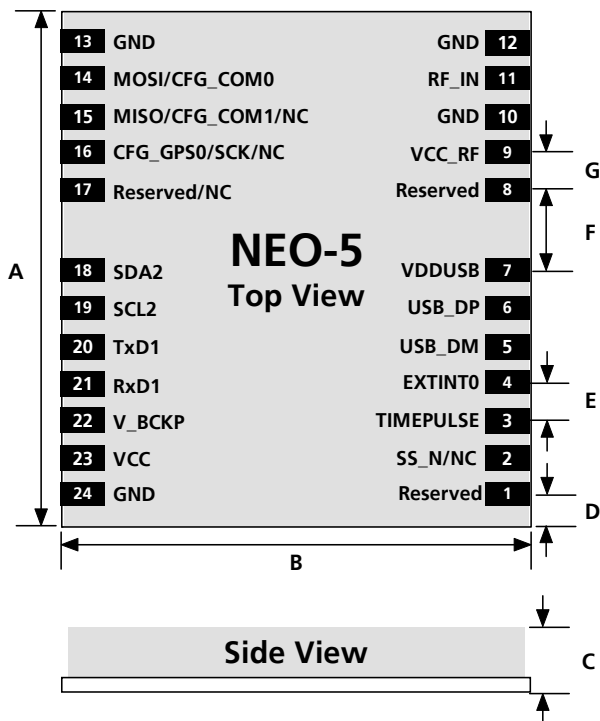 13 GND GND 12
14 MOSI/CFG_COM0 RF_IN 11
15 MISO/CFG_COM1/NC GND 10
16 CFG_GPS0/SCK/NC VCC_RF 9
G
17 Reserved/NC Reserved 8
F
NEO-5
A 18 SDA2 VDDUSB 7
Top View
19 SCL2 USB_DP 6
20 TxD1 USB_DM 5
21 RxD1 EXTINT0 4
E
22 V_BCKP TIMEPULSE 3
23 VCC SS_N/NC 2
24 GND Reserved 1
D
B
Side View
C